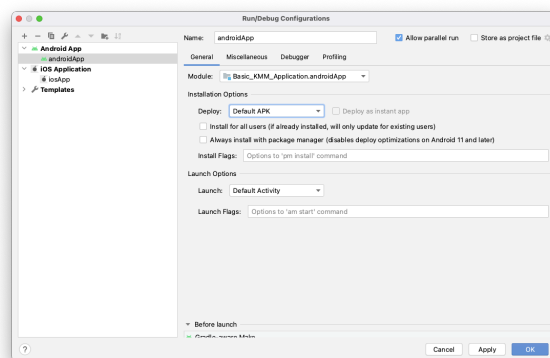 Run/Debug Configurations
Name: androidApp
Allow parallel run
Store as project file
Android App
androidApp
iOS Application
iosApp
Templates
General Miscellaneous Debugger Profiling
Module: Basic_KMM_Application.androidApp
Installation Options
Deploy: Default APK
Deploy as instant app
Install for all users (if already installed, will only update for existing users)
Always install with package manager (disables deploy optimizations on Android 11 and later)
Install Flags: Options to 'pm install' command
Launch Options
Launch: Default Activity
Launch Flags: Options to 'am start' command
Before launch
Gradle-aware Make
? Cancel Apply OK